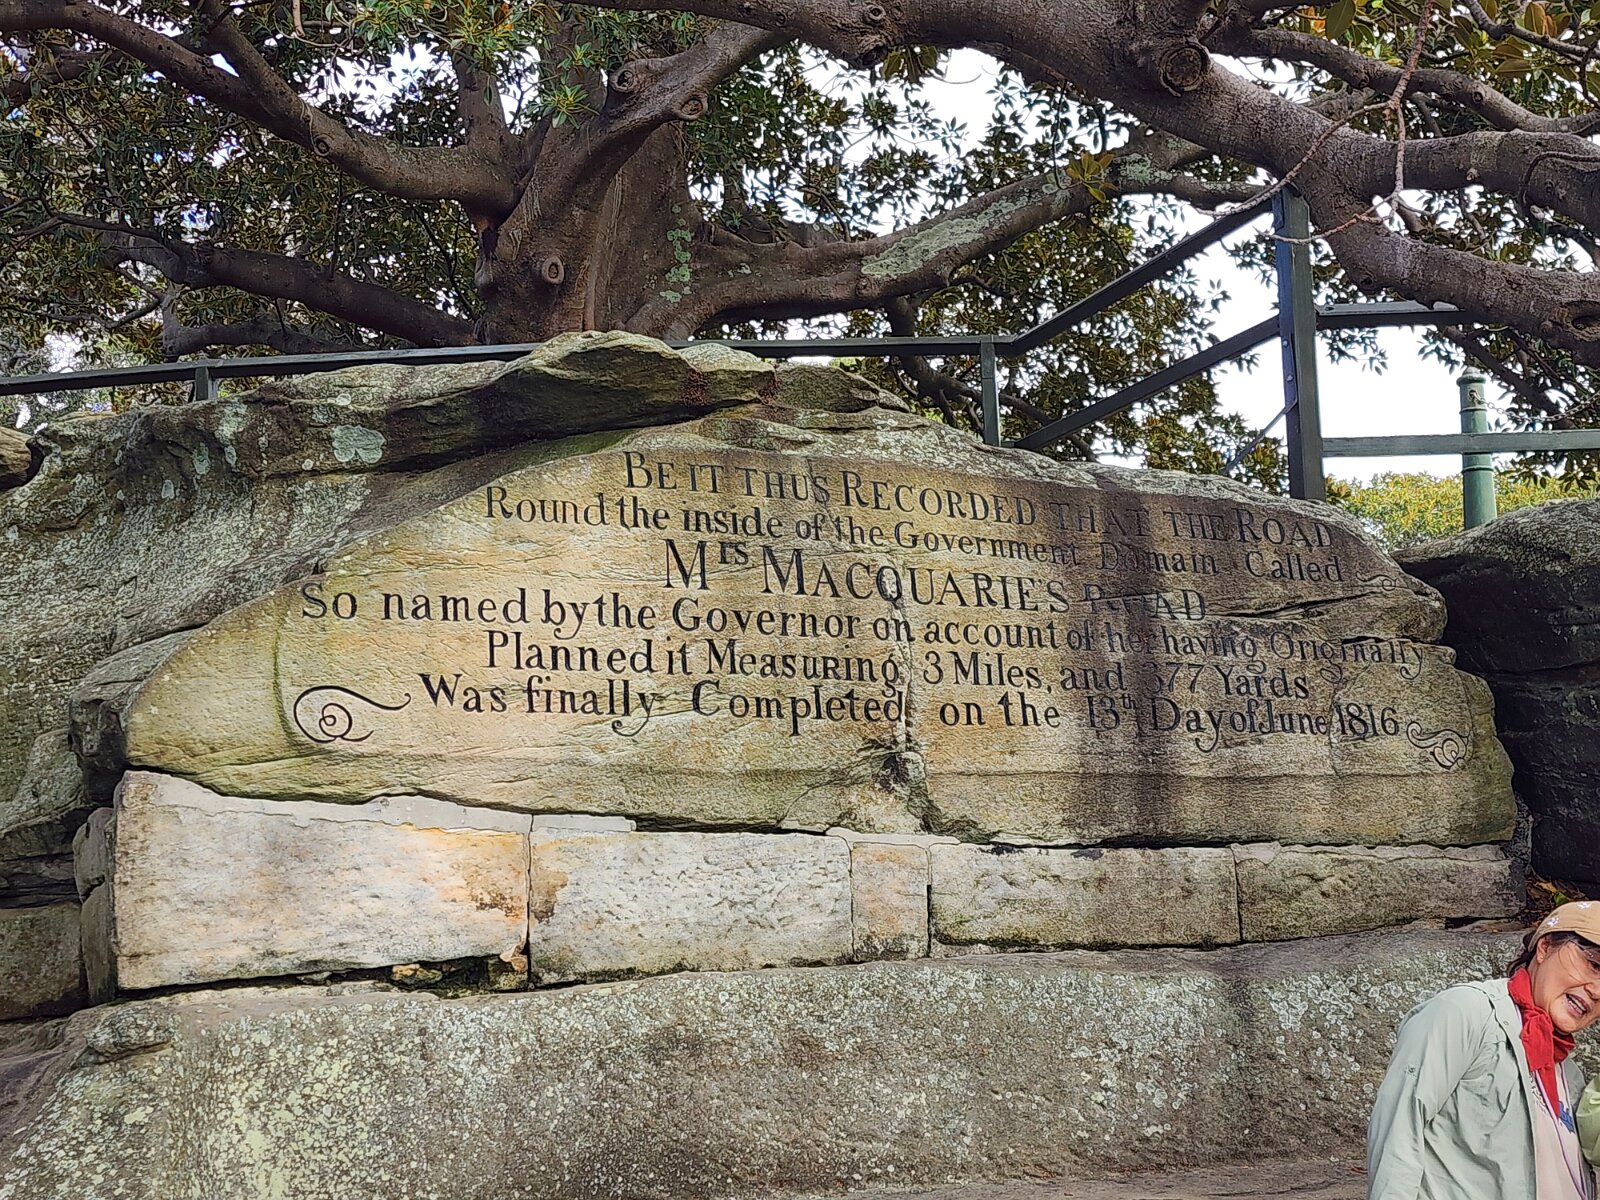 BE IT THUS RECORDED THAT THE ROAD
Round the inside of the Government Domain Called
Mrs MACQUARIE'S ROAD
So named by the Governor on account of her having Originally
Planned it Measuring 3 Miles, and 377 Yards
Was finally Completed on the 13th Day of June 1816